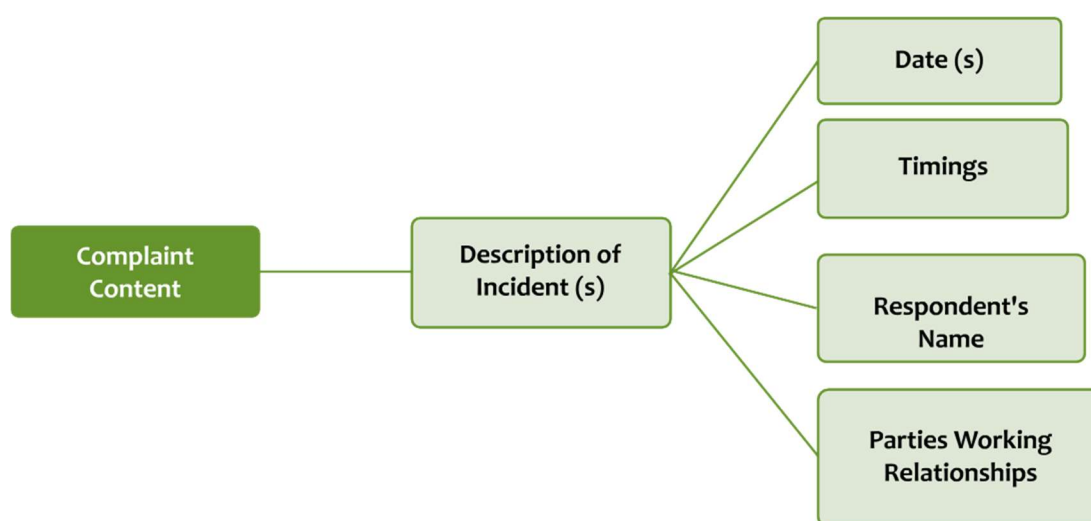 Complaint
Content
Description of
Incident (s)
Date (s)
Timings
Respondent's
Name
Parties Working
Relationships